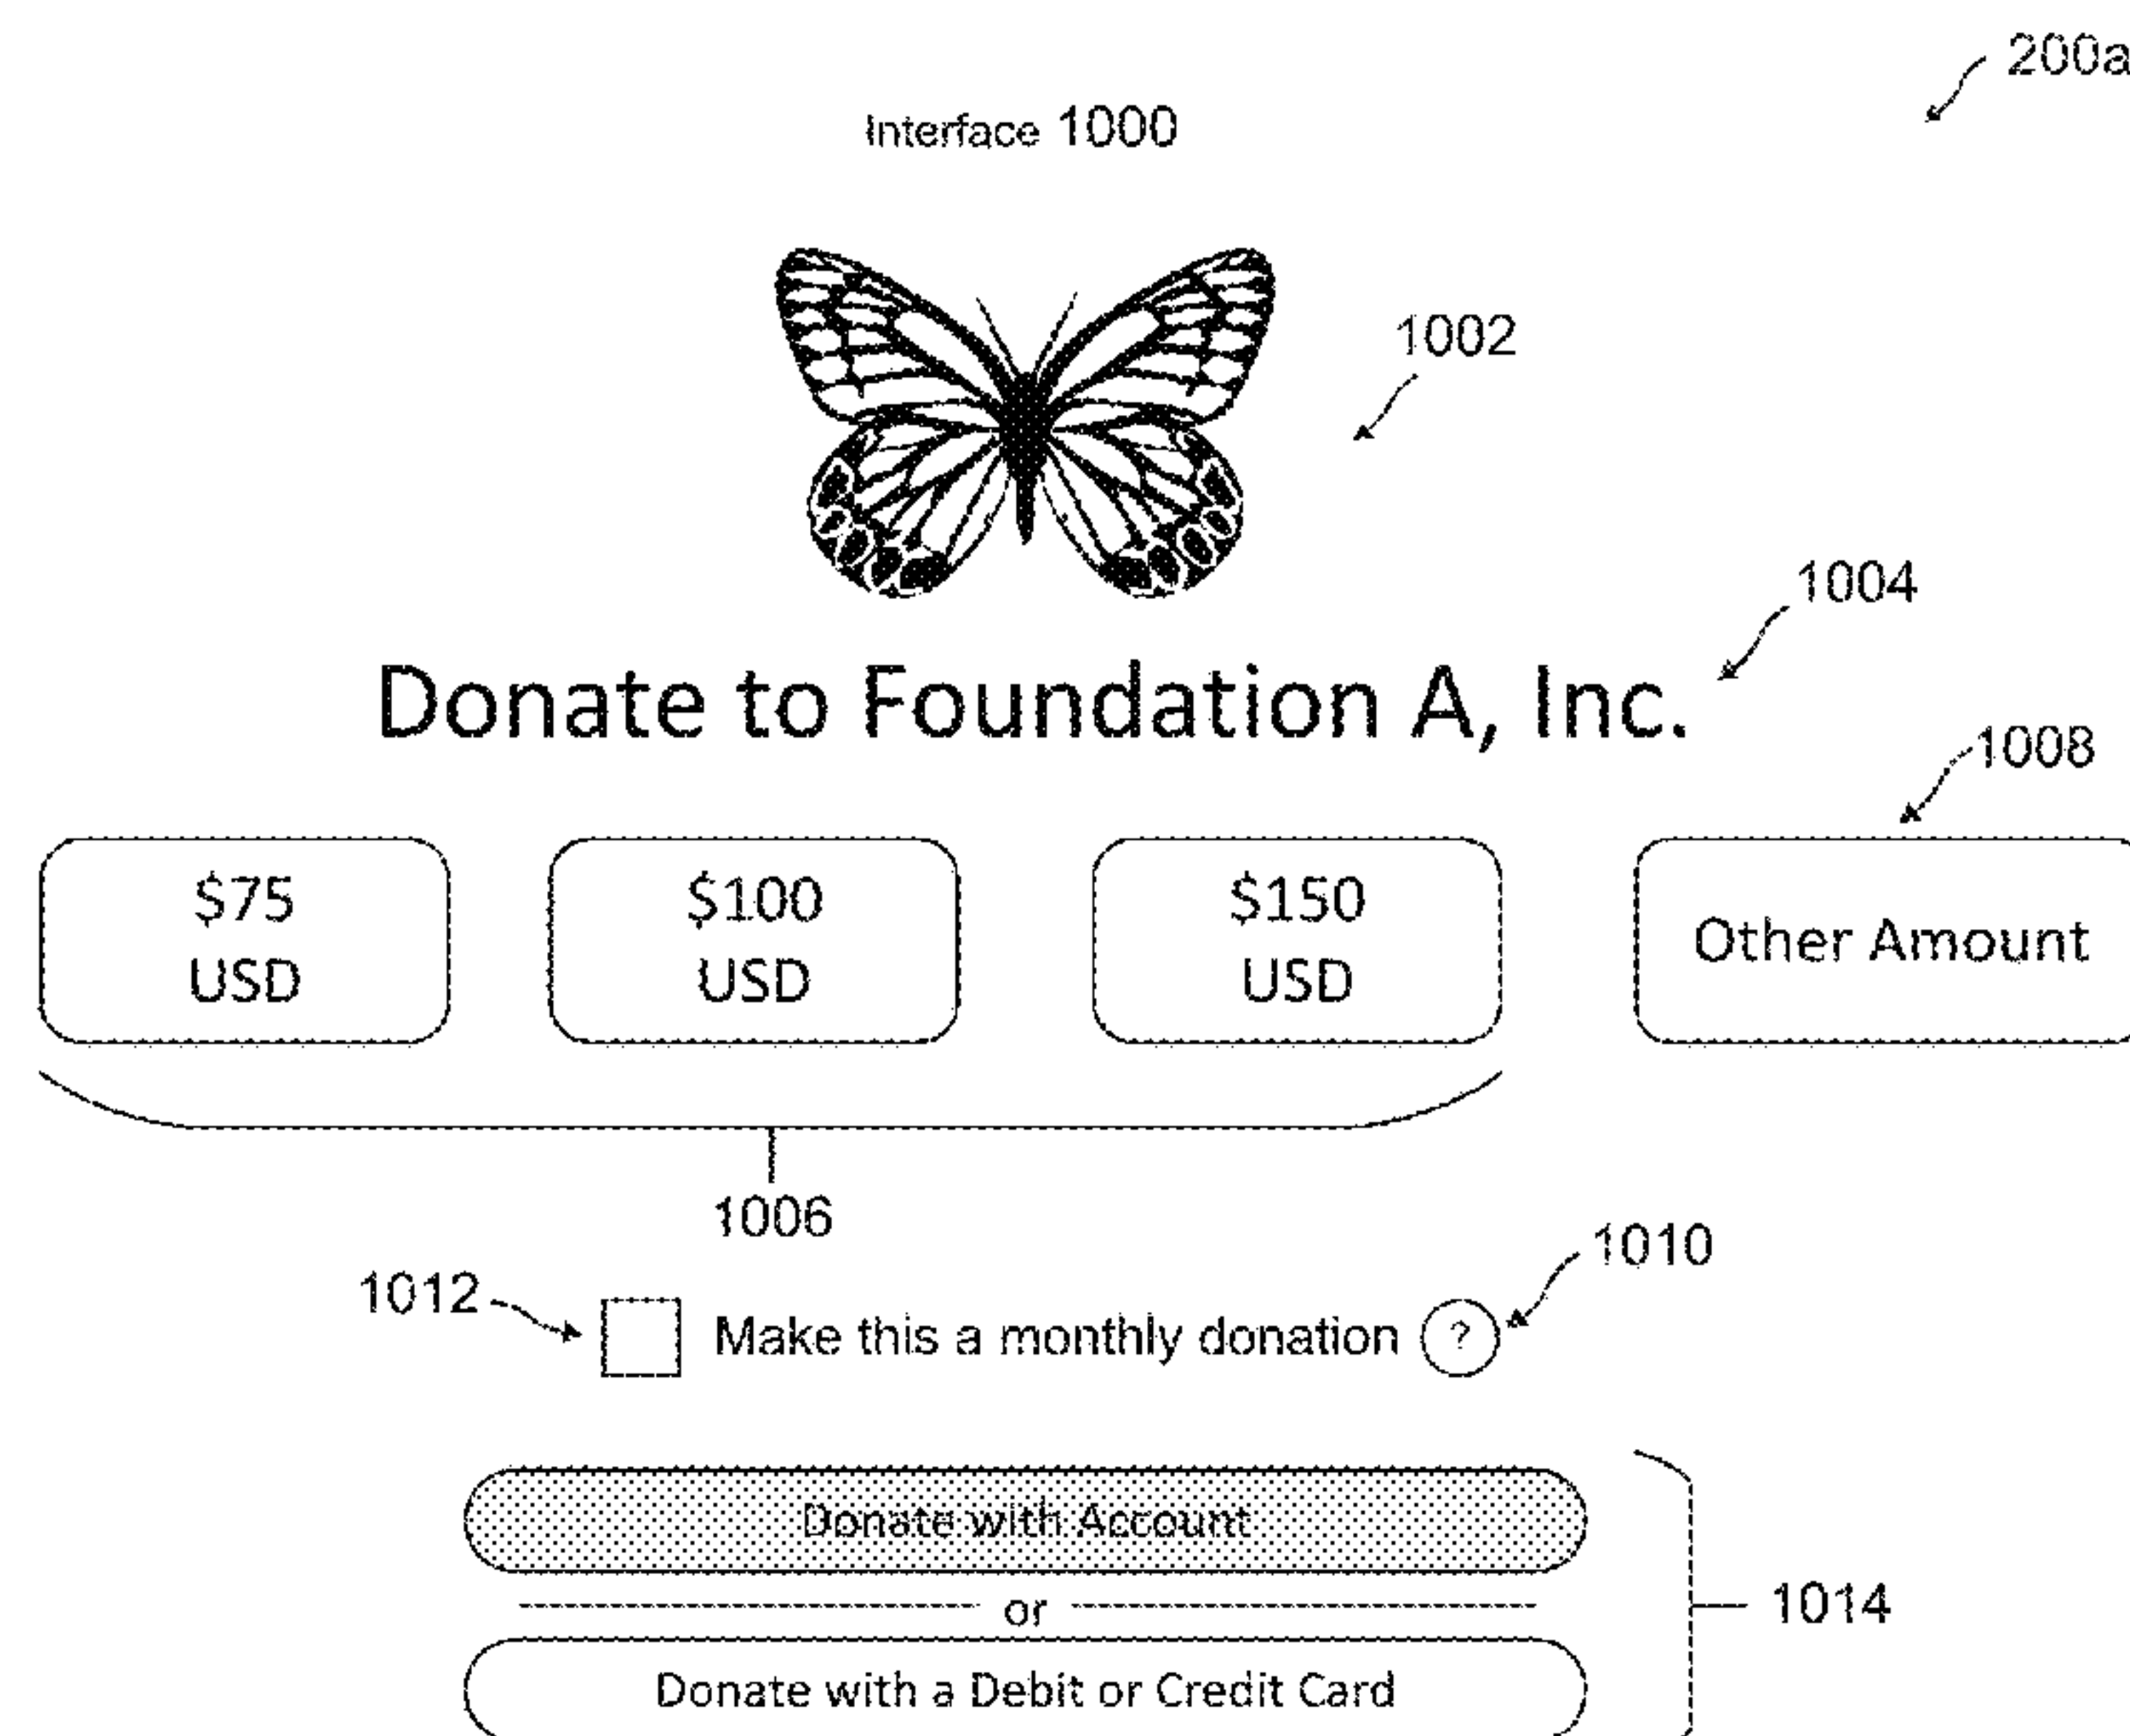 200a
Interface 1000
1002
1004
Donate to Foundation A, Inc.
1008
$75
USD
$100
USD
$150
USD
Other Amount
1006
1010
1012
Make this a monthly donation
?
Donate with Account
or
1014
Donate with a Debit or Credit Card